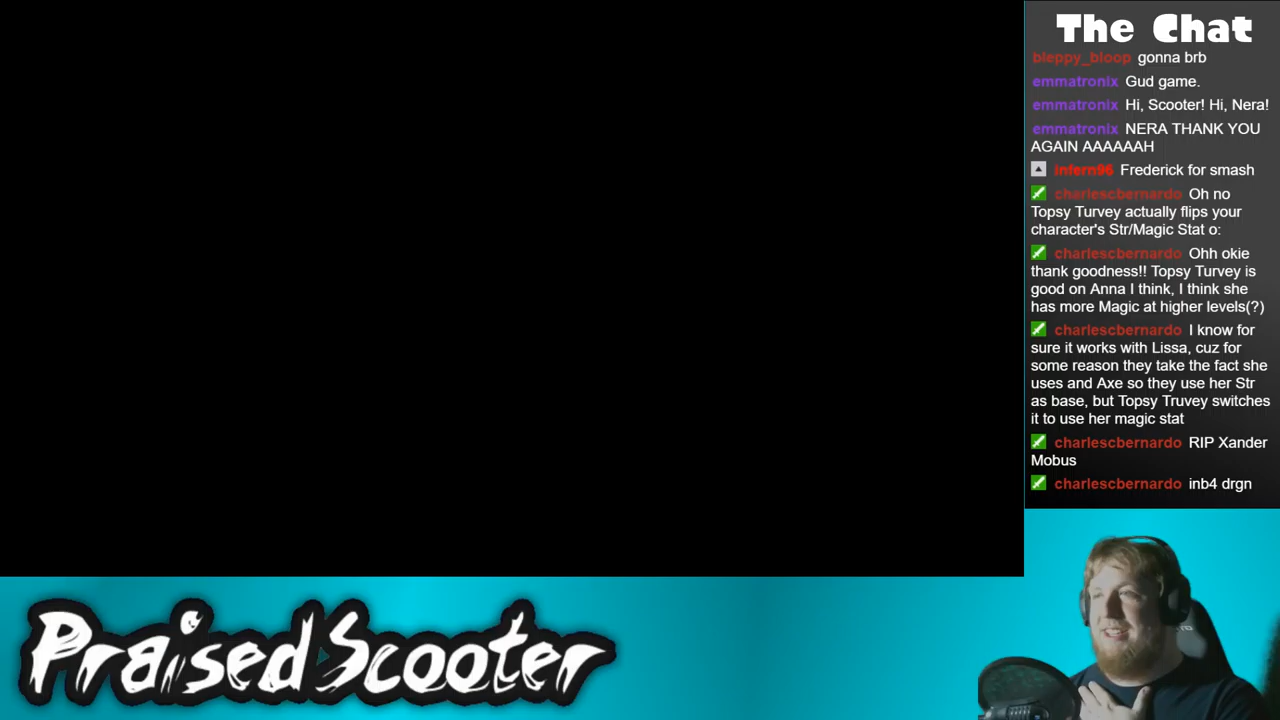 The Chat
bleppy_bloop gonna brb
emmatronix Gud game.
emmatronix Hi, Scooter! Hi, Nera!
emmatronix NERA THANK YOU
AGAIN AAAAAAH
infern96 Frederick for smash
charlescbernardo Oh no
Topsy Turvey actually flips your
character's Str/Magic Stat o:
charlescbernardo Ohh okie
thank goodness!! Topsy Turvey is
good on Anna I think, I think she
has more Magic at higher levels(?)
charlescbernardo I know for
sure it works with Lissa, cuz for
some reason they take the fact she
uses and Axe so they use her Str
as base, but Topsy Truvey switches
it to use her magic stat
charlescbernardo RIP Xander
Mobus
charlescbernardo inb4 drgn
PraisedScooter